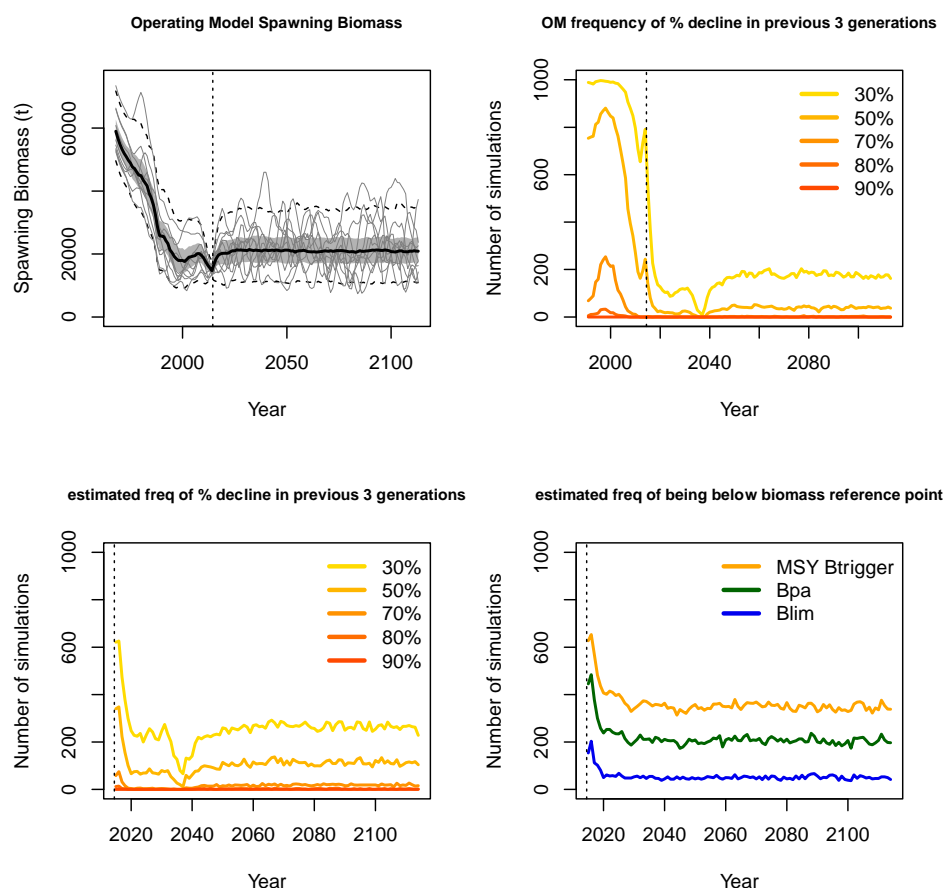 Operating Model Spawning Biomass
Spawning Biomass (t)
0 20000 60000
2000 2050 2100
Year
OM frequency of % decline in previous 3 generations
Number of simulations
0 200 600 1000
30%
50%
70%
80%
90%
2000 2040 2080
Year
estimated freq of % decline in previous 3 generations
Number of simulations
0 200 600 1000
30%
50%
70%
80%
90%
2020 2040 2060 2080 2100
Year
estimated freq of being below biomass reference point
Number of simulations
0 200 600 1000
MSY Btrigger
Bpa
Blim
2020 2040 2060 2080 2100
Year